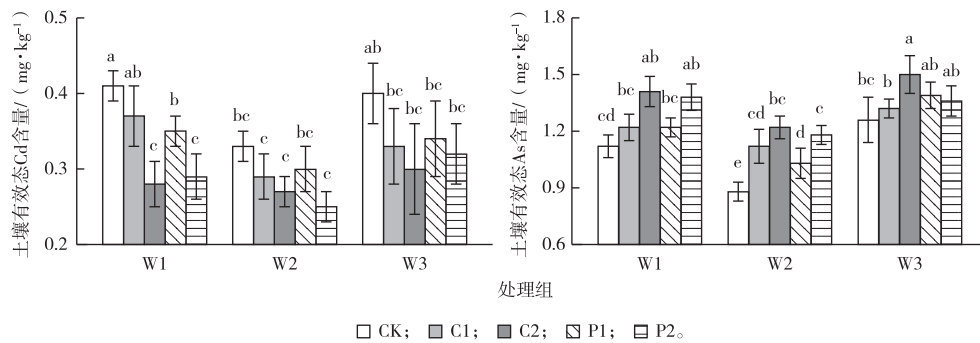 土壤有效态Cd含量/（mg•kg⁻¹）
0.5
0.4
0.3
0.2
a ab c b c
bc c c bc c
ab bc bc bc bc
W1 W2 W3
土壤有效态As含量/（mg•kg⁻¹）
1.8
1.5
1.2
0.9
0.6
cd bc ab bc ab
e cd bc d c
bc ab a ab ab
W1 W2 W3
处理组
CK； C1； C2； P1； P2。